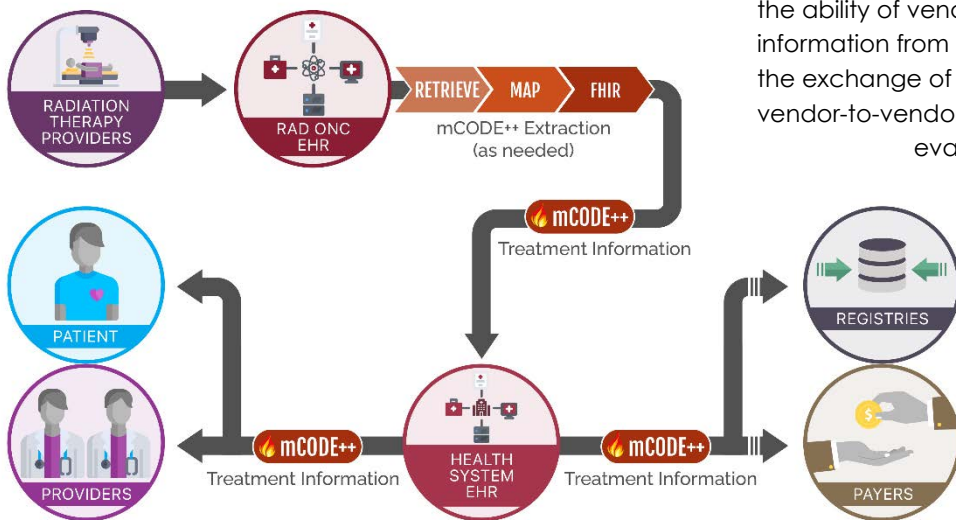 the ability of
information from
the exchange of
vendor-to-vendo
RADIATION
THERAPY
PROVIDERS
RAD ONC
EHR
RETRIEVE
MAP
FHIR
mCODE++ Extraction
(as needed)
mCODE++
Treatment Information
PATIENT
REGISTRIES
PROVIDERS
mCODE++
Treatment Information
HEALTH
SYSTEM
EHR
mCODE++
Treatment Information
PAYERS